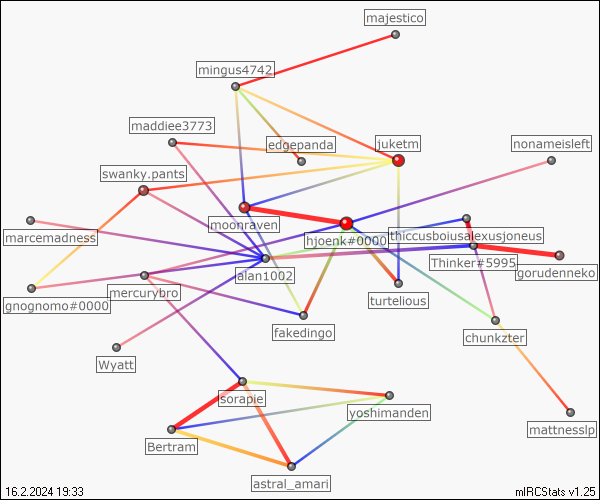 majestico
mingus4742
maddiee3773
edgepanda
juketm
nonameisleft
swanky.pants
moonraven
marcemadness
hjoenk#0000
thiccusboiusalexusjoneus
Thinker#5995
gorudenneko
alan1002
mercurybro
gnognomo#0000
turtelious
fakedingo
chunkzter
Wyatt
sorapie
yoshimanden
mattnesslp
Bertram
astral_amari
16.2.2024 19:33
mIRCStats v1.25